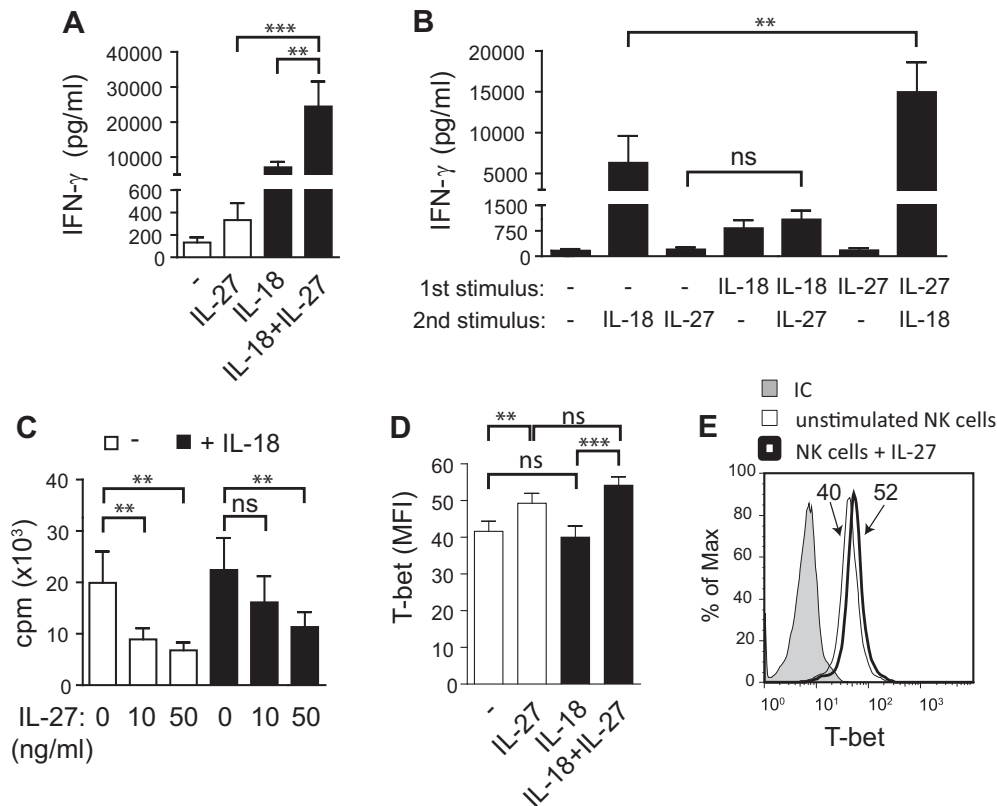 A
***
**
40000
30000
20000
10000
600
400
200
0
IFN-γ (pg/ml)
-
IL-27
IL-18
IL-18+IL-27
B
**
ns
20000
15000
10000
5000
1500
750
0
IFN-γ (pg/ml)
1st stimulus: - - - IL-18 IL-18 IL-27 IL-27
2nd stimulus: - IL-18 IL-27 - IL-27 - IL-18
C
- + IL-18
**
**
**
ns
40
30
20
10
0
cpm (x10³)
IL-27: 0 10 50 0 10 50
(ng/ml)
D
** ns
ns ***
60
50
40
30
20
10
0
T-bet (MFI)
-
IL-27
IL-18
IL-18+IL-27
E
IC
unstimulated NK cells
NK cells + IL-27
100
80
60
40
20
0
% of Max
40 52
10⁰ 10¹ 10² 10³
T-bet